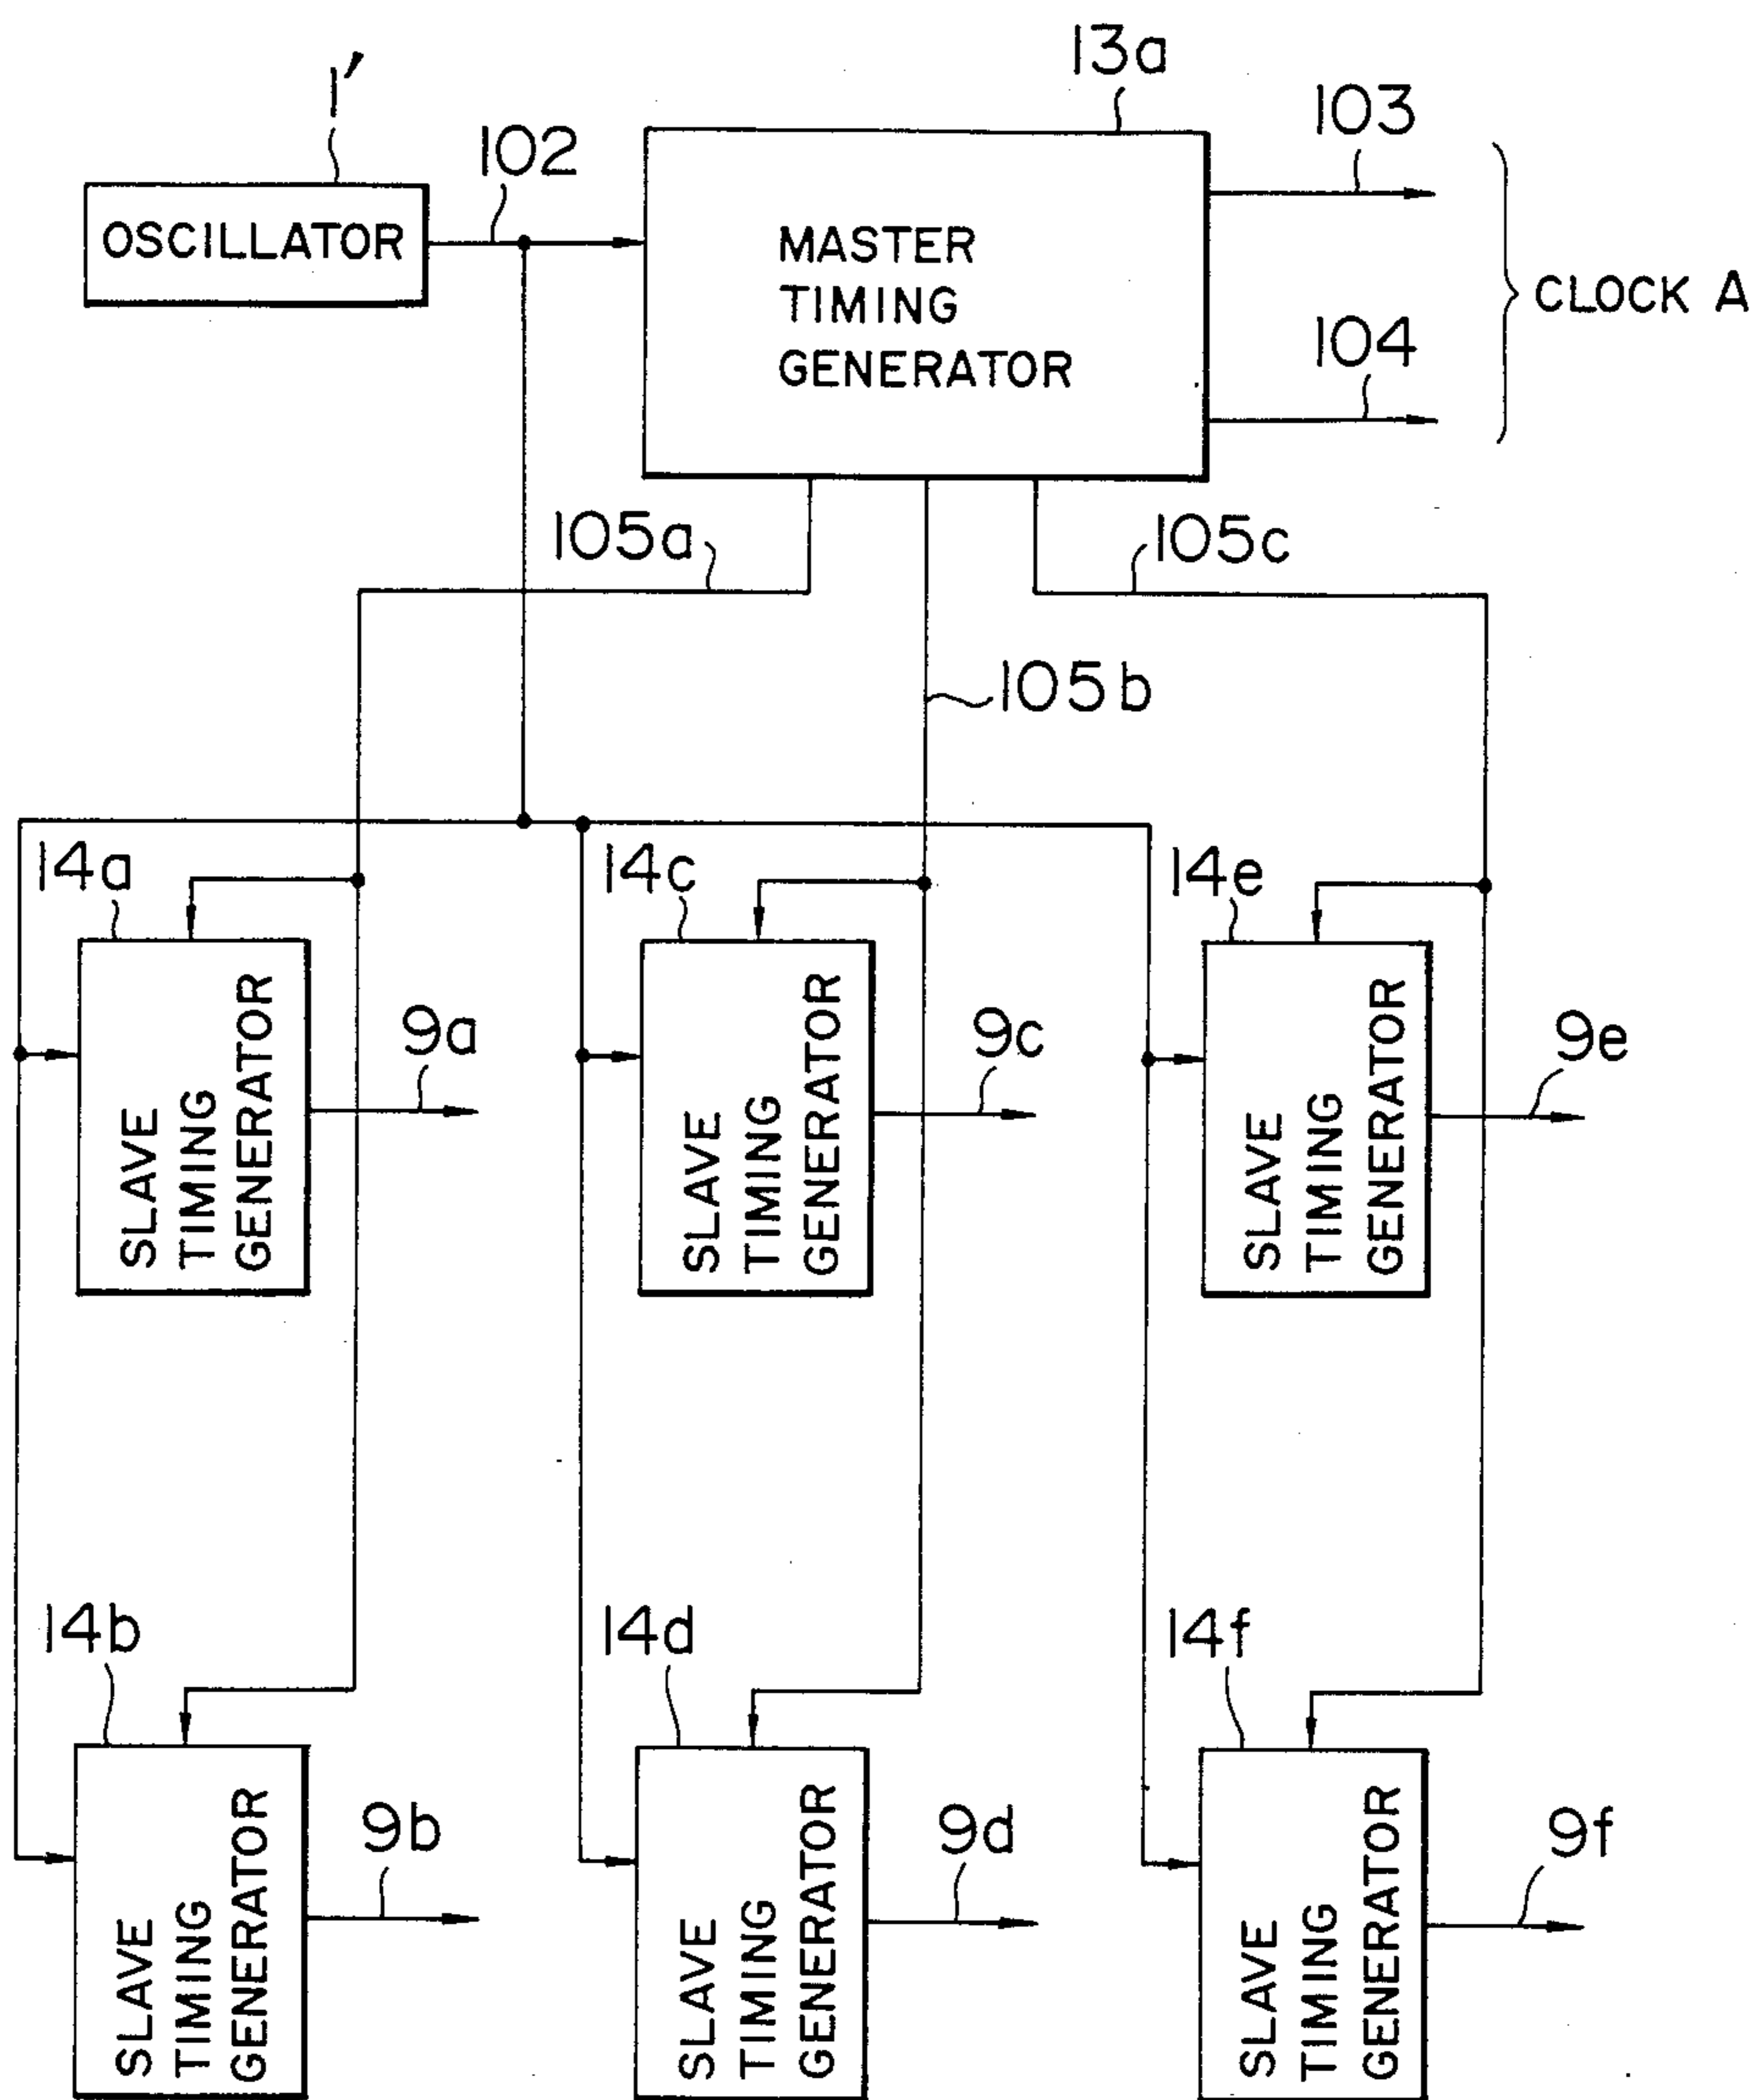 13a
1'
103
102
OSCILLATOR
MASTER
TIMING
GENERATOR
CLOCK A
104
105a
105c
105b
14a
14c
14e
SLAVE
TIMING
GENERATOR
9a
SLAVE
TIMING
GENERATOR
9c
SLAVE
TIMING
GENERATOR
9e
14b
14d
14f
SLAVE
TIMING
GENERATOR
9b
SLAVE
TIMING
GENERATOR
9d
SLAVE
TIMING
GENERATOR
9f